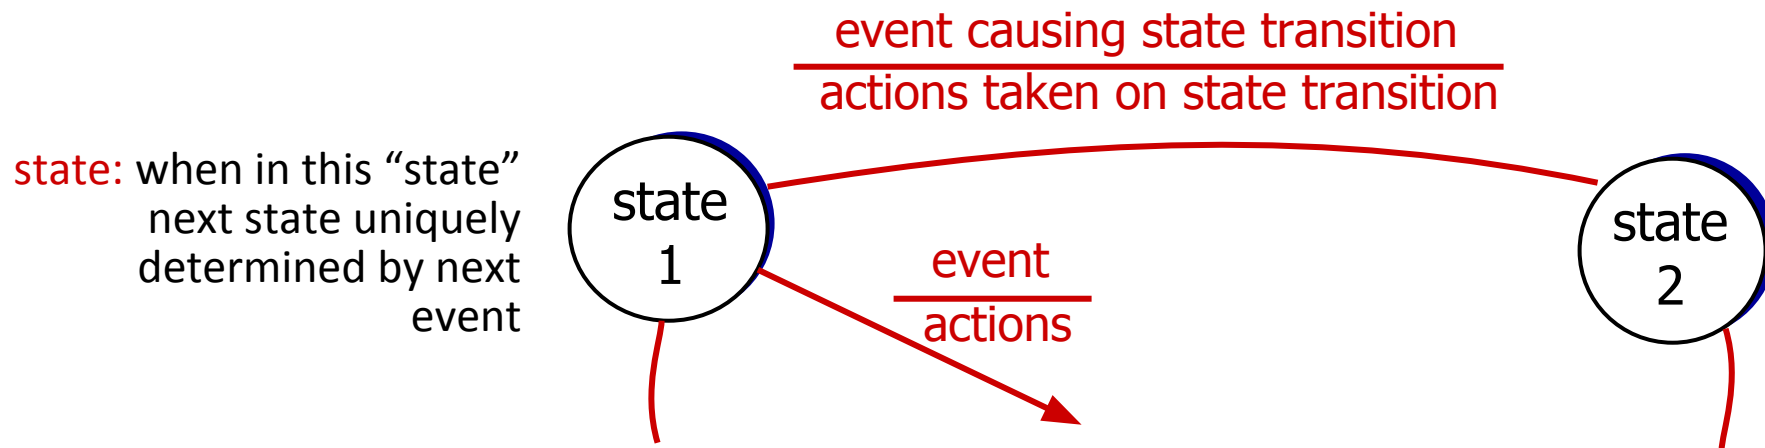 event causing state transition
actions taken on state transition
state: when in this “state”
next state uniquely
determined by next
event
state
1
event
actions
state
2